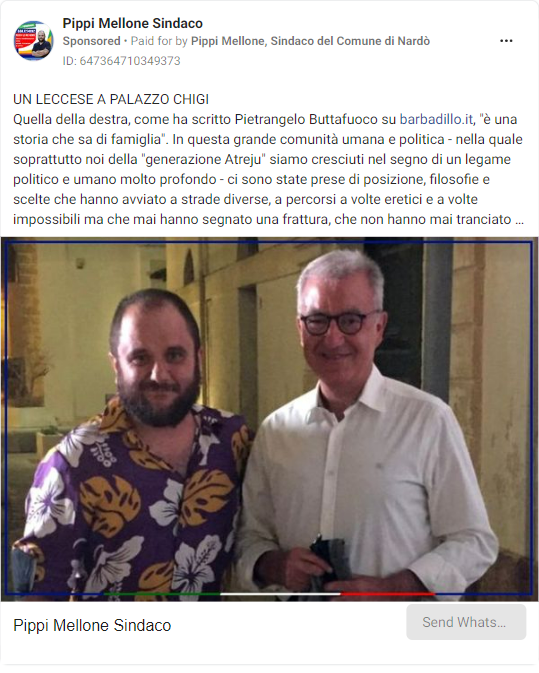 Pippi Mellone Sindaco
Sponsored • Paid for by Pippi Mellone, Sindaco del Comune di Nardò
ID: 647364710349373
UN LECCESE A PALAZZO CHIGI
Quella della destra, come ha scritto Pietrangelo Buttafuoco su barbadillo.it, "è una
storia che sa di famiglia". In questa grande comunità umana e politica - nella quale
soprattutto noi della "generazione Atreju" siamo cresciuti nel segno di un legame
politico e umano molto profondo - ci sono state prese di posizione, filosofie e
scelte che hanno avviato a strade diverse, a percorsi a volte eretici e a volte
impossibili ma che mai hanno segnato una frattura, che non hanno mai tranciato ...
Pippi Mellone Sindaco
Send Whats...